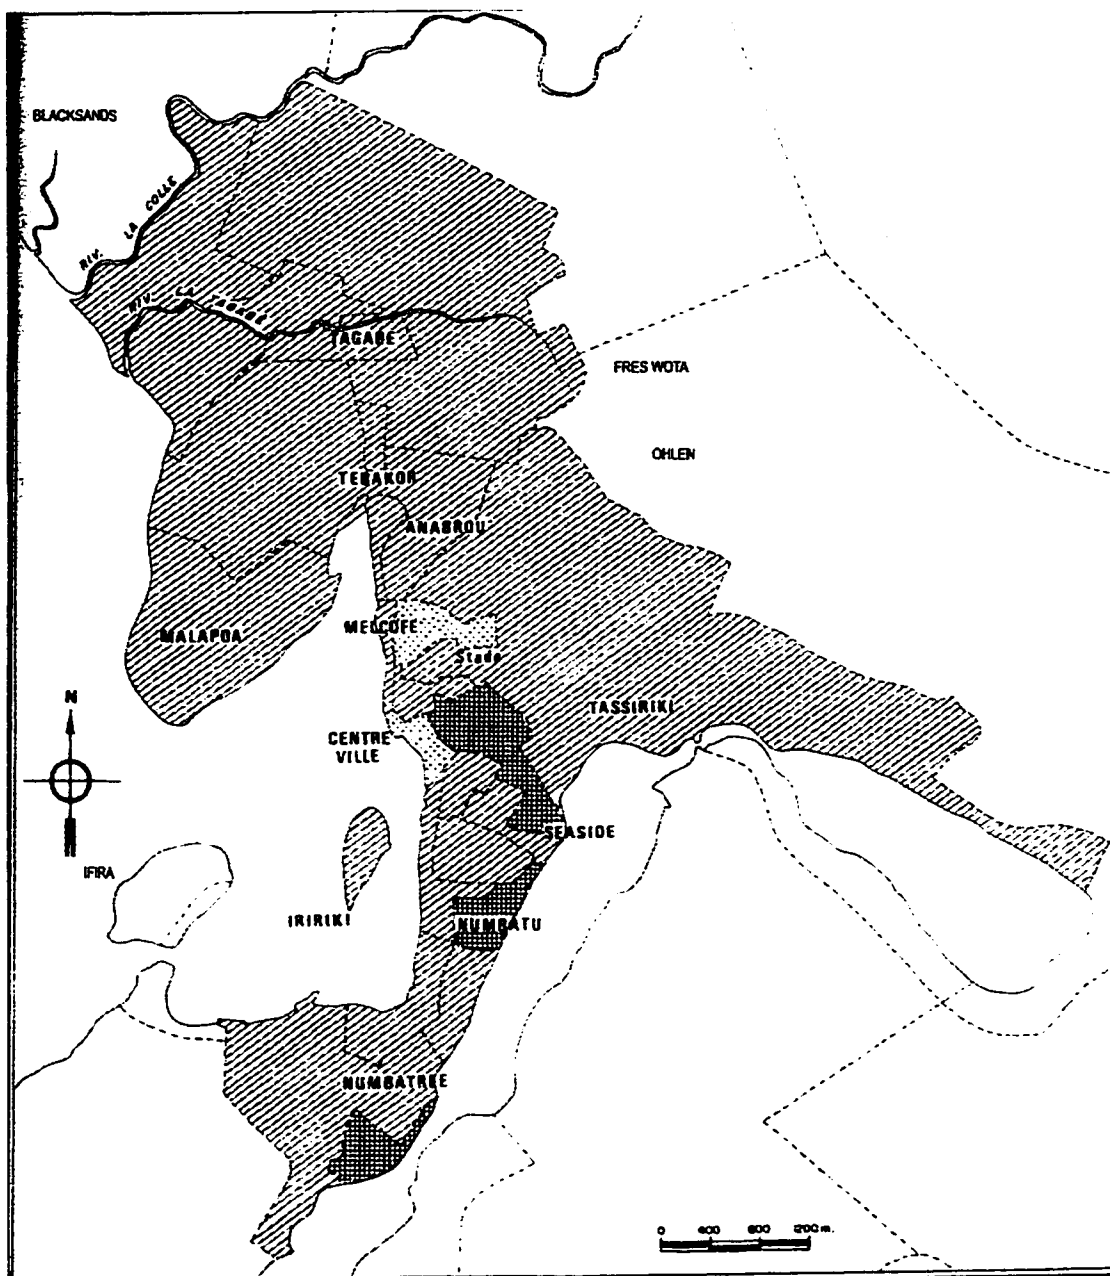 BLACKSANDS
RIV. LA COLLE
RIV. LA TAGABE
TAGABE
FRES WOTA
OHLEN
TEBAKOR
ANABROU
MELCOFE
MALAPOA
Stade
N
TASSIRIKI
CENTRE
VILLE
SEASIDE
IFIRA
IRIRIKI
NUMBATU
NUMBATREE
0 400 800 1200 m.